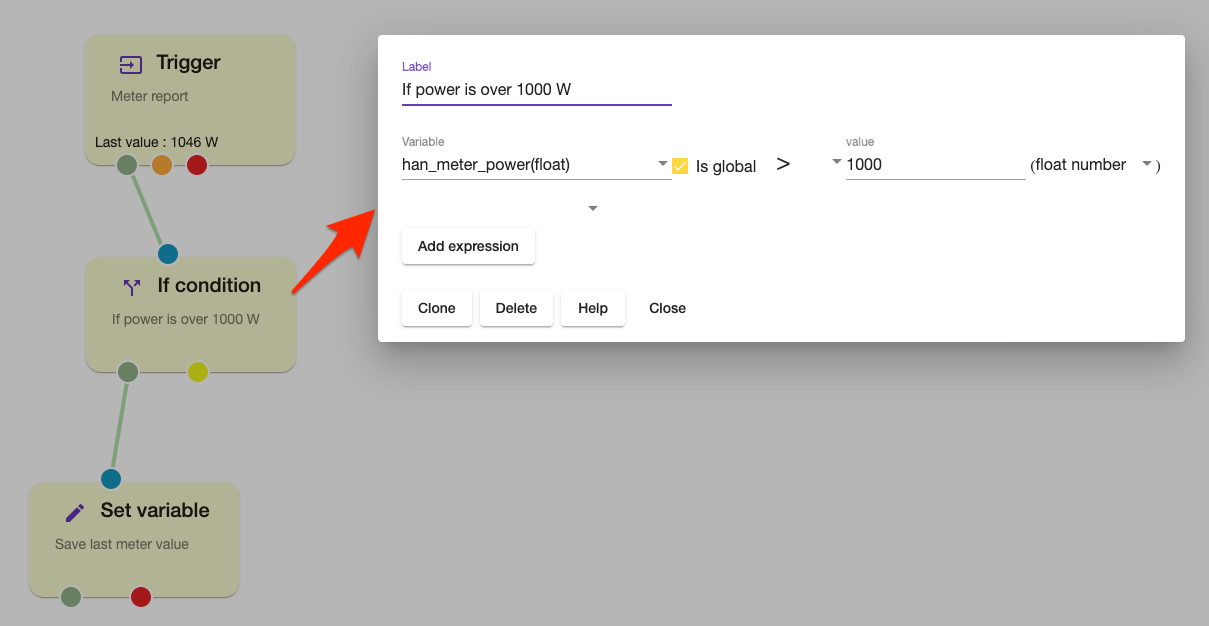 Trigger
Meter report
Last value : 1046 W
If condition
If power is over 1000 W
Set variable
Save last meter value
Label
If power is over 1000 W
Variable
value
han_meter_power(float) Is global > 1000 (float number )
Add expression
Clone Delete Help Close